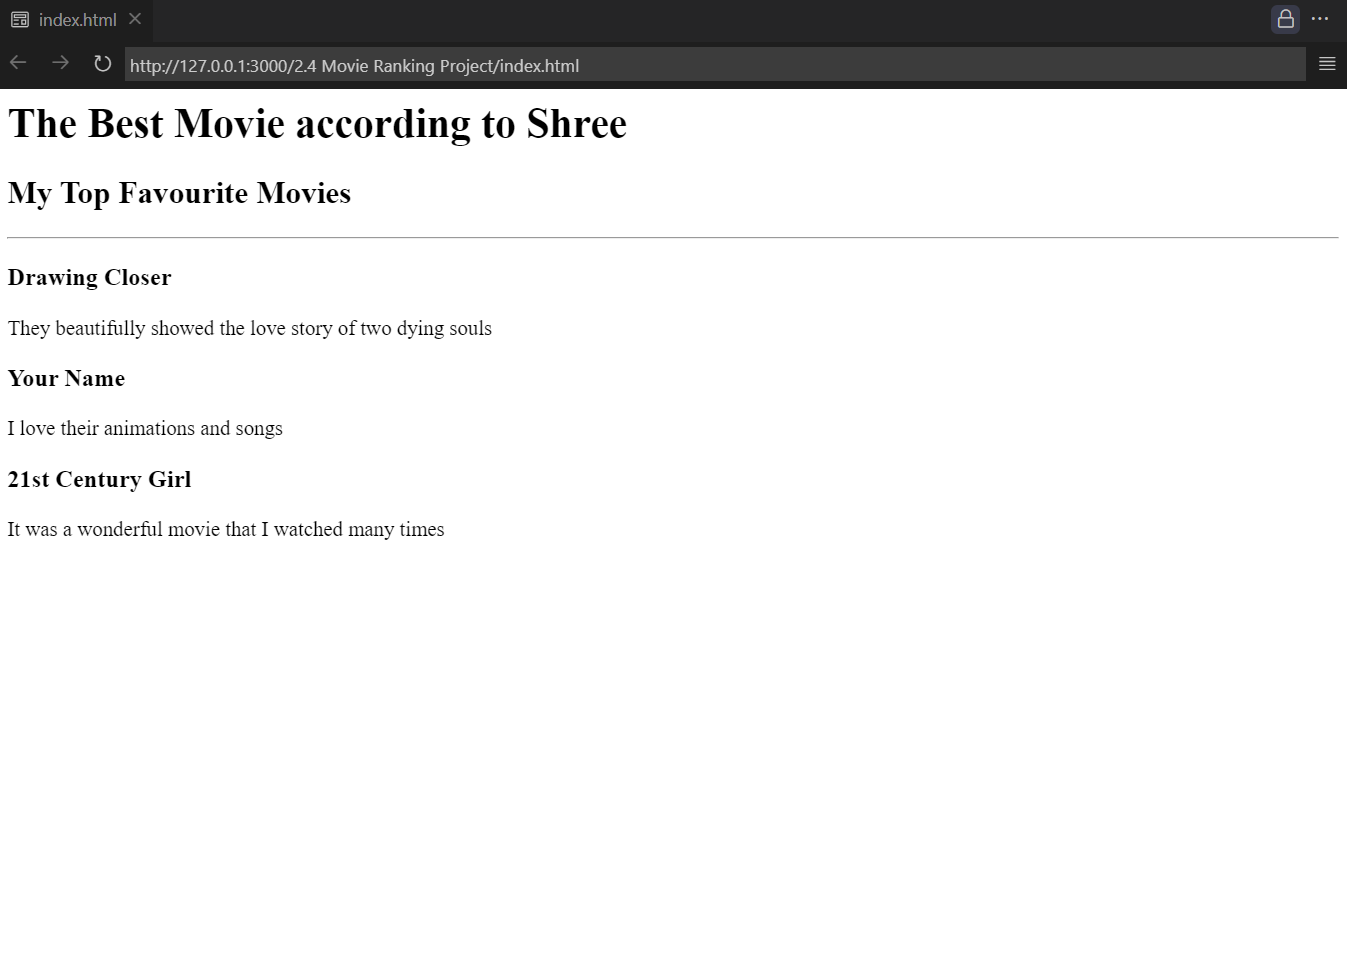 index.html
http://127.0.0.1:3000/2.4 Movie Ranking Project/index.html
The Best Movie according to Shree
My Top Favourite Movies
Drawing Closer
They beautifully showed the love story of two dying souls
Your Name
I love their animations and songs
21st Century Girl
It was a wonderful movie that I watched many times